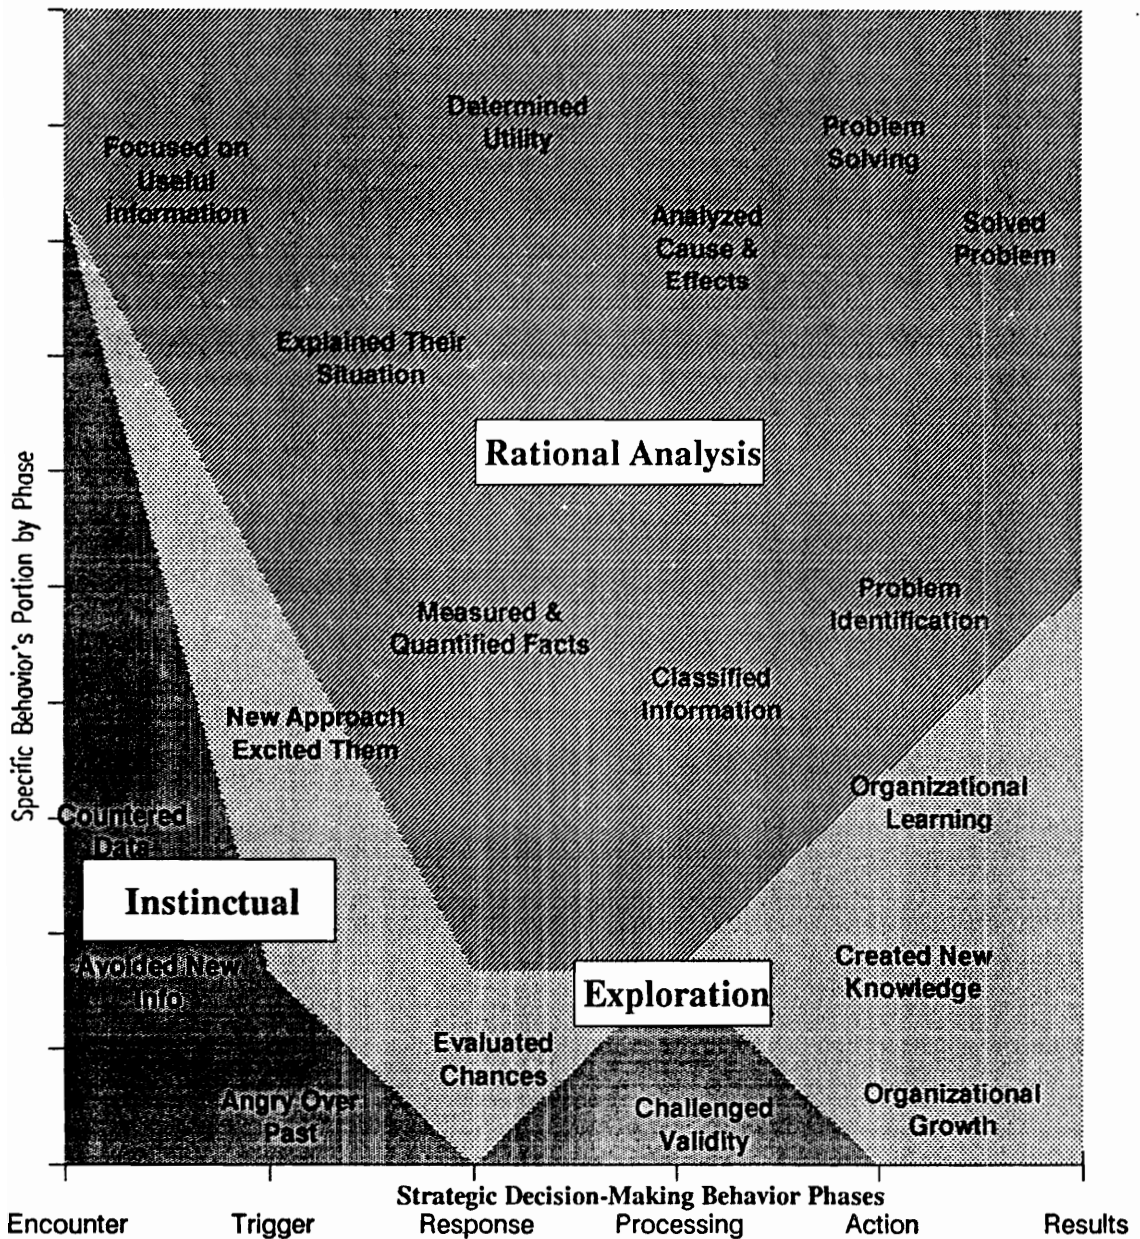 Determined
Utility
Problem
Solving
Focused on
Useful
Information
Analyzed
Cause &
Effects
Solved
Problem
Explained Their
Situation
Rational Analysis
Specific Behavior's Portion by Phase
Problem
Identification
Measured &
Quantified Facts
Classified
Information
New Approach
Excited Them
Organizational
Learning
Countered
Data
Instinctual
Avoided New
Info
Created New
Knowledge
Exploration
Evaluated
Chances
Angry Over
Past
Challenged
Validity
Organizational
Growth
Strategic Decision-Making Behavior Phases
Encounter Trigger Response Processing Action Results